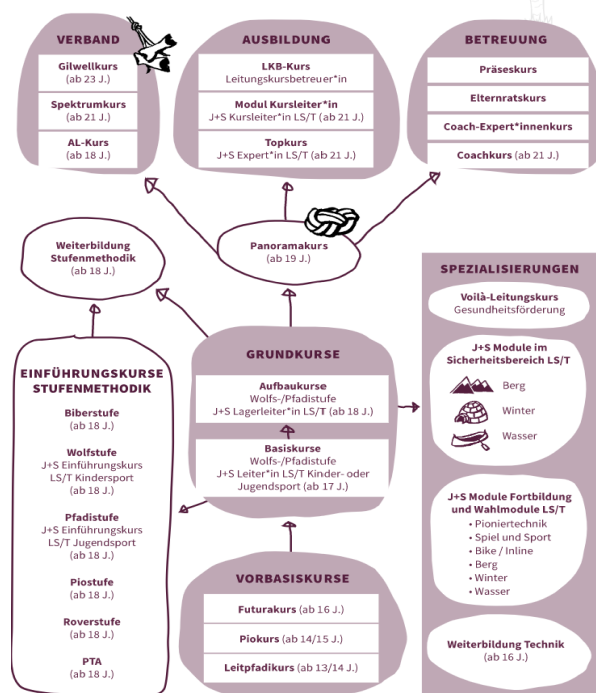 VERBAND
Gilwellkurs
(ab 23 J.)
Spektrumkurs
(ab 21 J.)
AL-Kurs
(ab 18 J.)
AUSBILDUNG
LKB-Kurs
Leitungskursbetreuer*in
Modul Kursleiter*in
J+S Kursleiter*in LS/T (ab 21 J.)
Topkurs
J+S Expert*in LS/T (ab 21 J.)
BETREUUNG
Präseskurs
Elternratskurs
Coach-Expert*innenkurs
Coachkurs (ab 21 J.)
Weiterbildung
Stufenmethodik
(ab 18 J.)
Panoramakurs
(ab 19 J.)
EINFÜHRUNGSKURSE
STUFENMETHODIK
Biberstufe
(ab 18 J.)
Wolfstufe
J+S Einführungskurs
LS/T Kindersport
(ab 18 J.)
Pfadistufe
J+S Einführungskurs
LS/T Jugendsport
(ab 18 J.)
Piostufe
(ab 18 J.)
Roverstufe
(ab 18 J.)
PTA
(ab 18 J.)
GRUNDKURSE
Aufbaukurse
Wolfs-/Pfadistufe
J+S Lagerleiter*in LS/T (ab 18 J.)
Basiskurse
Wolfs-/Pfadistufe
J+S Leiter*in LS/T Kinder- oder
Jugendsport (ab 17 J.)
VORBASISKURSE
Futurakurs (ab 16 J.)
Piokurs (ab 14/15 J.)
Leitpfadikurs (ab 13/14 J.)
SPEZIALISIERUNGEN
Voilà-Leitungskurs
Gesundheitsförderung
J+S Module im
Sicherheitsbereich LS/T
Berg
Winter
Wasser
J+S Module Fortbildung
und Wahlmodule LS/T
• Pioniertechnik
• Spiel und Sport
• Bike / Inline
• Berg
• Winter
• Wasser
Weiterbildung Technik
(ab 16 J.)